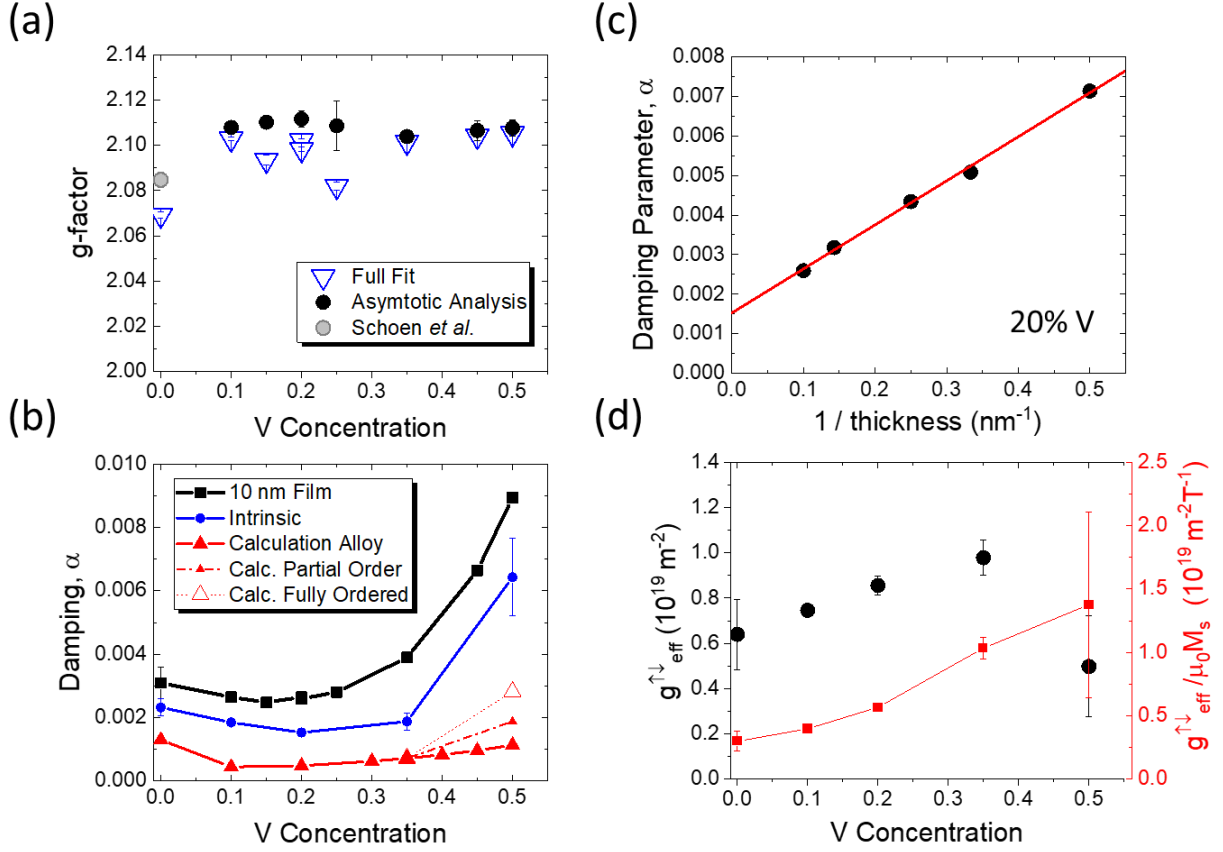 (a)
2.14
2.12
2.10
2.08
2.06
2.04
2.02
2.00
g-factor
Full Fit
Asymtotic Analysis
Schoen et al.
0.0 0.1 0.2 0.3 0.4 0.5
V Concentration
(b)
0.010
0.008
0.006
0.004
0.002
0.000
Damping, α
10 nm Film
Intrinsic
Calculation Alloy
Calc. Partial Order
Calc. Fully Ordered
0.0 0.1 0.2 0.3 0.4 0.5
V Concentration
(c)
0.008
0.007
0.006
0.005
0.004
0.003
0.002
0.001
0.000
Damping Parameter, α
20% V
0.0 0.1 0.2 0.3 0.4 0.5
1 / thickness (nm⁻¹)
(d)
1.4
1.2
1.0
0.8
0.6
0.4
0.2
0.0
g↑↓eff (10¹⁹ m⁻²)
2.5
2.0
1.5
1.0
0.5
0.0
g↑↓eff /μ₀Mₛ (10¹⁹ m⁻²T⁻¹)
0.0 0.1 0.2 0.3 0.4 0.5
V Concentration